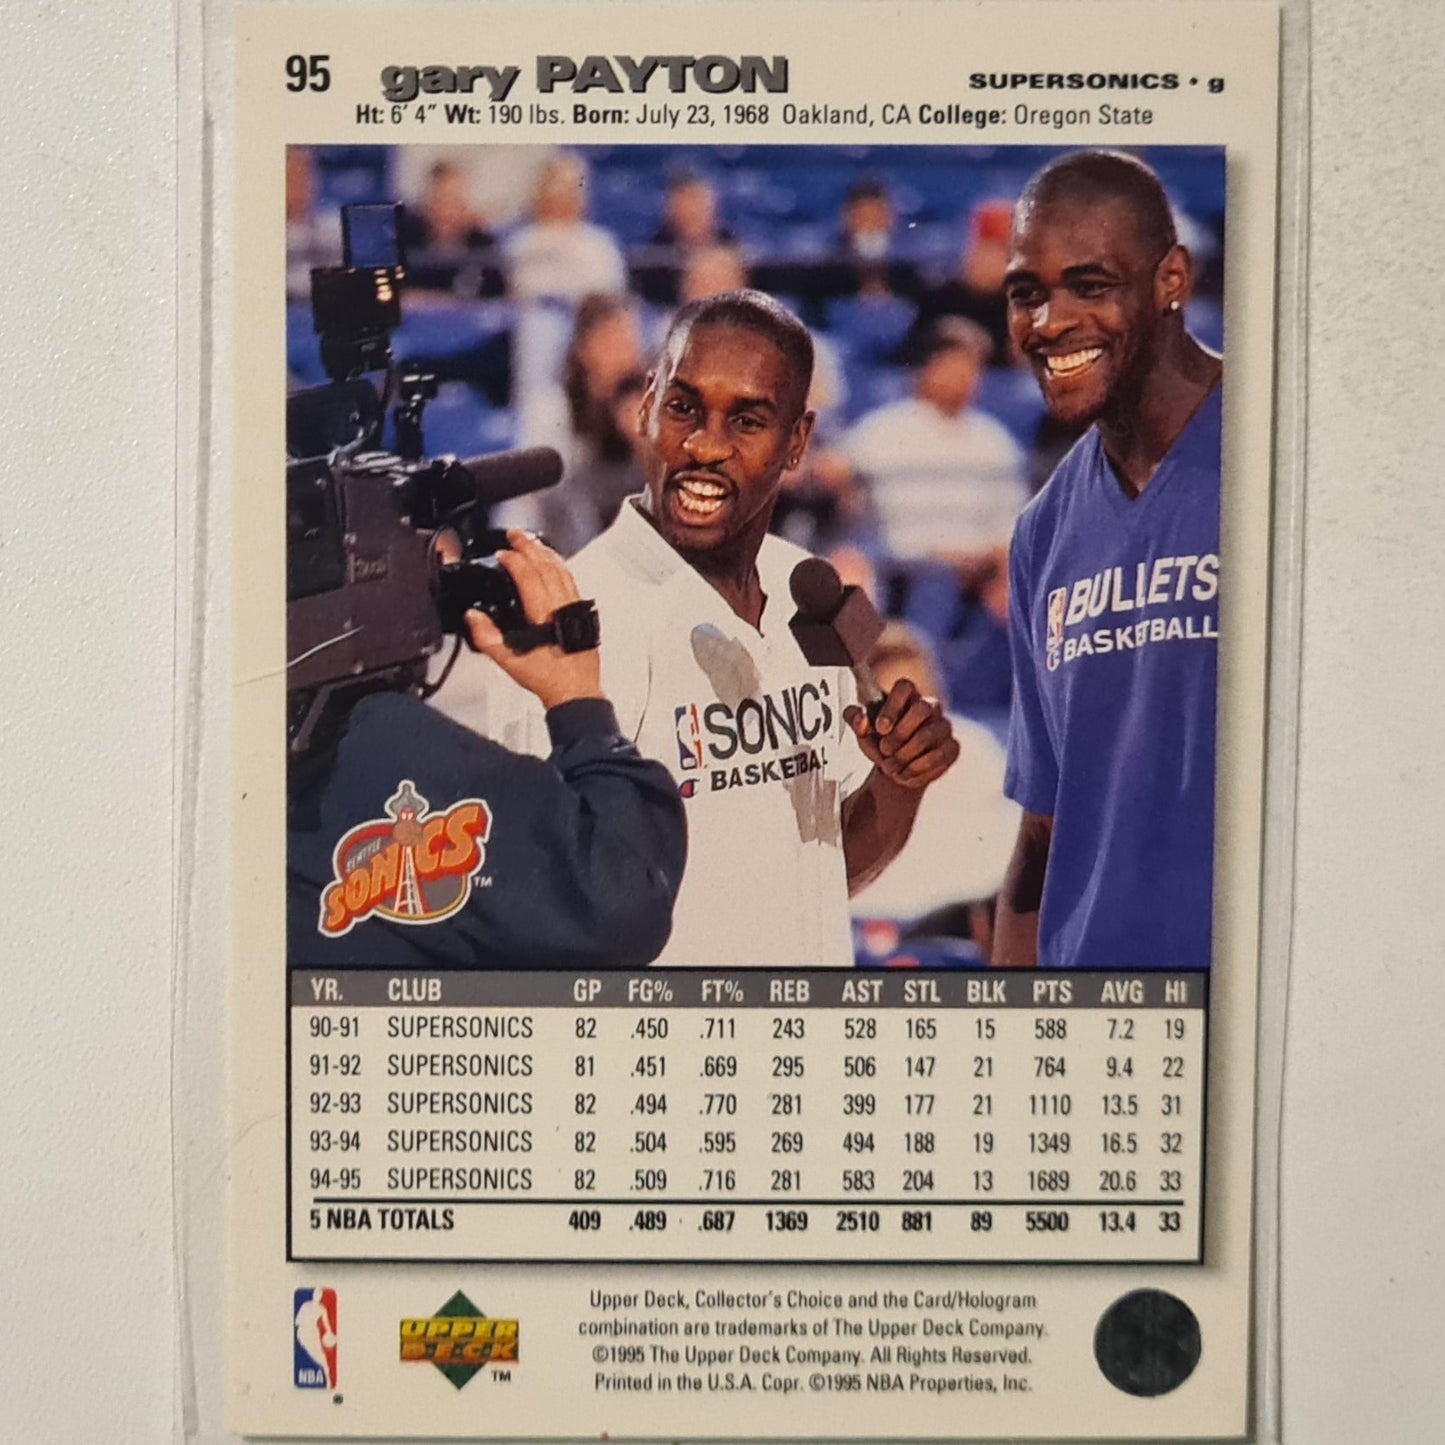 95 gary PAYTON SUPERSONICS • g
Ht: 6' 4" Wt: 190 lbs. Born: July 23, 1968 Oakland, CA College: Oregon State
BULLETS
BASKETBALL
SONICS
BASKETBAL
SEATTLE
SONICS
TM
YR. CLUB GP FG% FT% REB AST STL BLK PTS AVG HI
90-91 SUPERSONICS 82 .450 .711 243 528 165 15 588 7.2 19
91-92 SUPERSONICS 81 .451 .669 295 506 147 21 764 9.4 22
92-93 SUPERSONICS 82 .494 .770 281 399 177 21 1110 13.5 31
93-94 SUPERSONICS 82 .504 .595 269 494 188 19 1349 16.5 32
94-95 SUPERSONICS 82 .509 .716 281 583 204 13 1689 20.6 33
5 NBA TOTALS 409 .489 .687 1369 2510 881 89 5500 13.4 33
NBA
®
UPPER
DECK
TM
Upper Deck, Collector's Choice and the Card/Hologram
combination are trademarks of The Upper Deck Company.
©1995 The Upper Deck Company. All Rights Reserved.
Printed in the U.S.A. Copr. ©1995 NBA Properties, Inc.